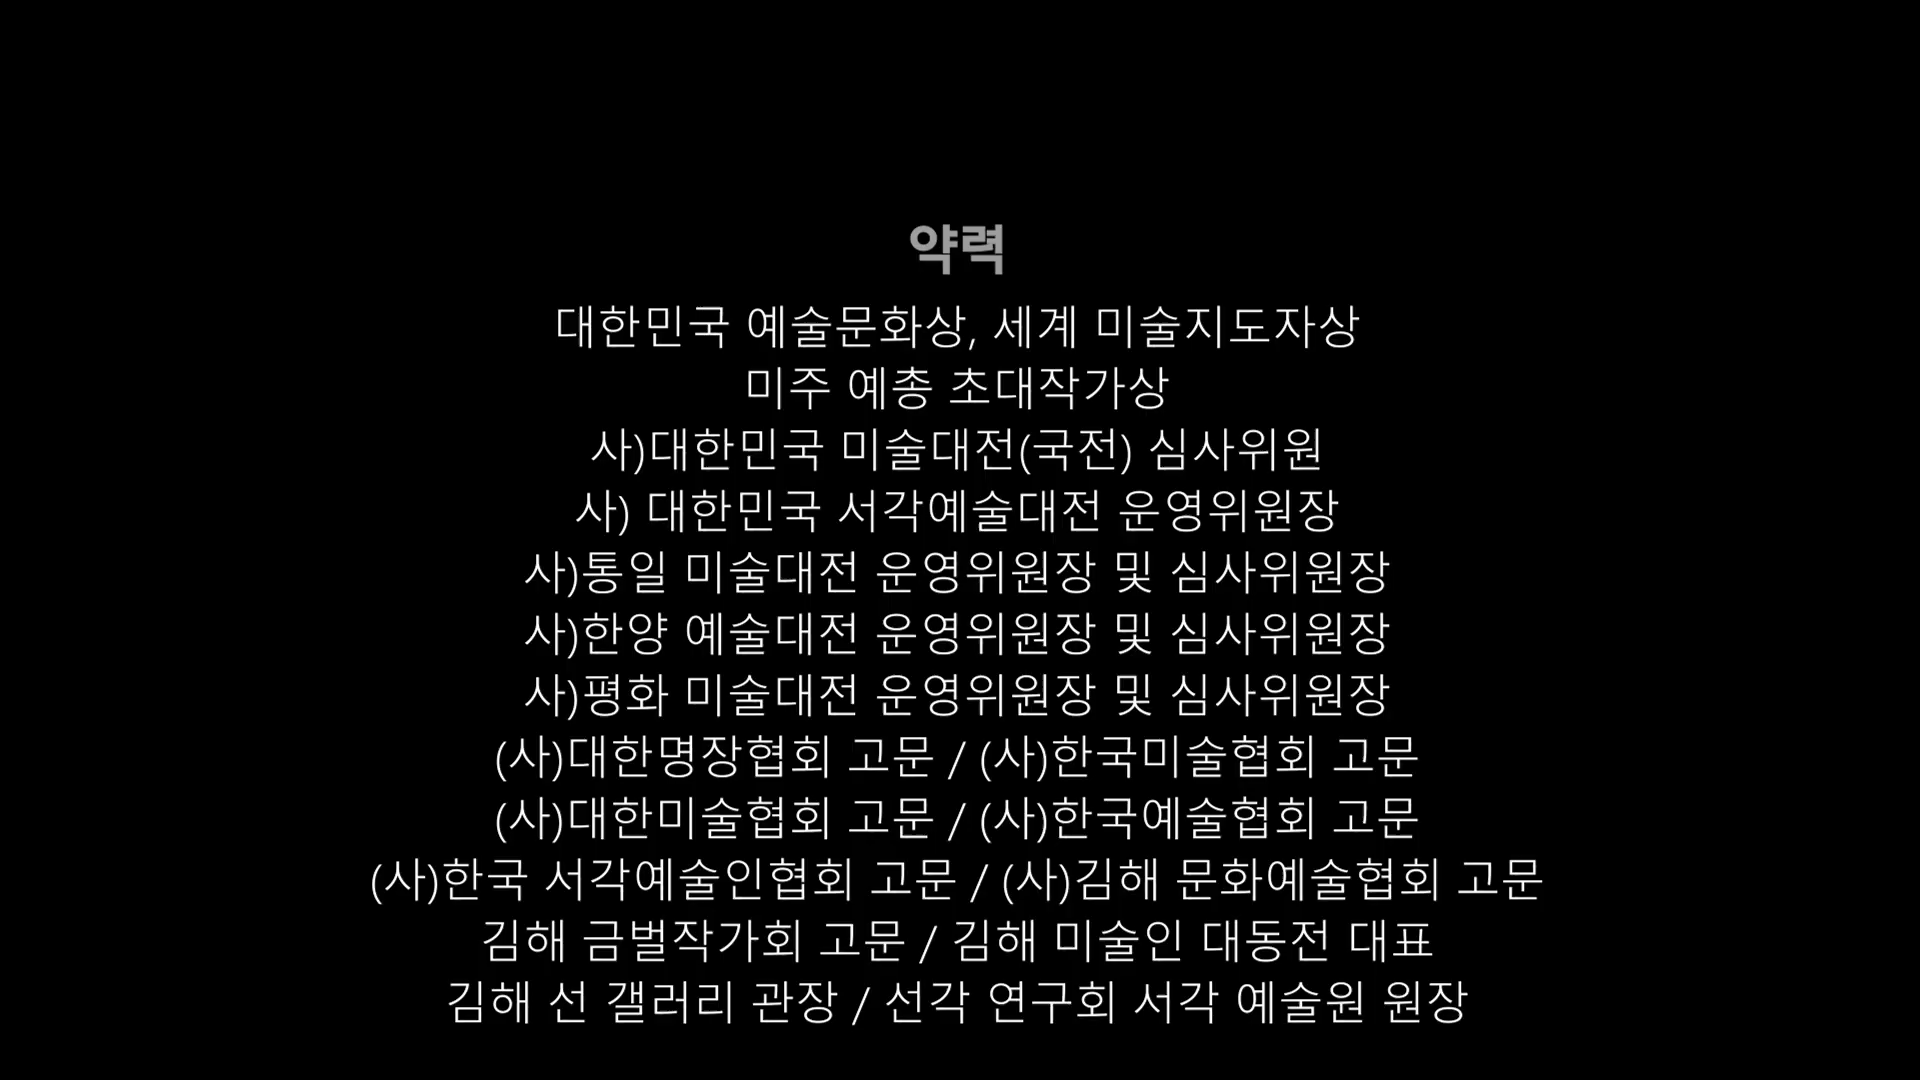 약력
대한민국 예술문화상, 세계 미술지도자상
미주 예총 초대작가상
사)대한민국 미술대전(국전) 심사위원
사) 대한민국 서각예술대전 운영위원장
사)통일 미술대전 운영위원장 및 심사위원장
사)한양 예술대전 운영위원장 및 심사위원장
사)평화 미술대전 운영위원장 및 심사위원장
(사)대한명장협회 고문 / (사)한국미술협회 고문
(사)대한미술협회 고문 / (사)한국예술협회 고문
(사)한국 서각예술인협회 고문 / (사)김해 문화예술협회 고문
김해 금벌작가회 고문 / 김해 미술인 대동전 대표
김해 선 갤러리 관장 / 선각 연구회 서각 예술원 원장